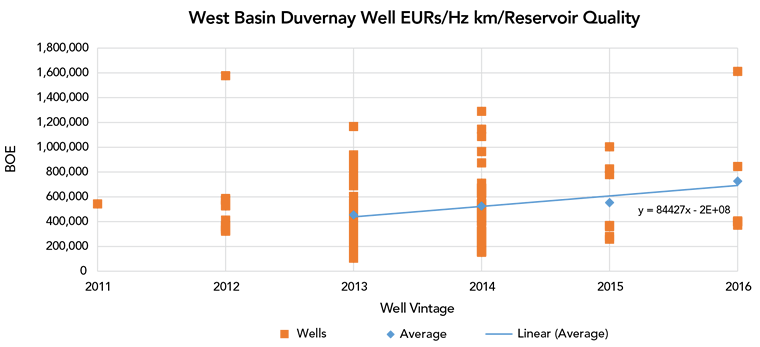 West Basin Duvernay Well EURs/Hz km/Reservoir Quality
1,800,000
1,600,000
1,400,000
1,200,000
1,000,000
800,000
600,000
400,000
200,000
0
BOE
y = 84427x - 2E+08
2011 2012 2013 2014 2015 2016
Well Vintage
Wells Average Linear (Average)